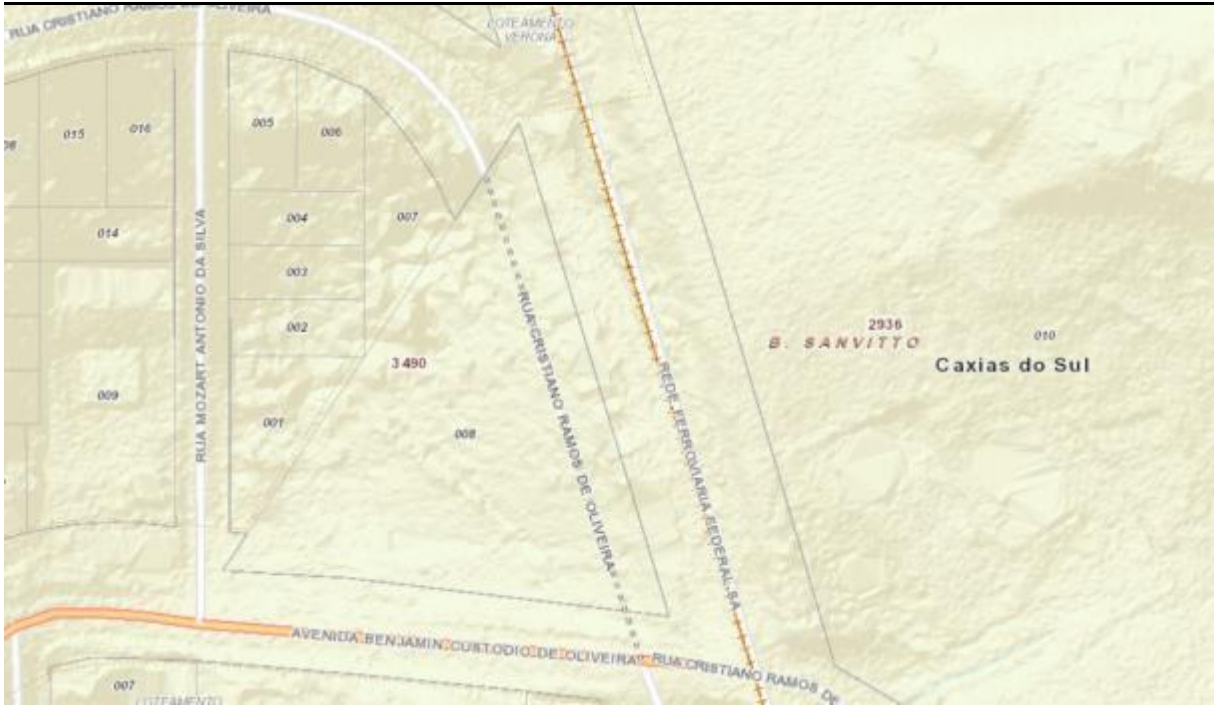 RUA CRISTIANO RAMOS DE OLIVEIRA
LOTEAMENTO
VERONA
015
016
005
006
014
004
007
003
002
RUA MOZART ANTONIO DA SILVA
009
3490
001
008
RUA CRISTIANO RAMOS DE OLIVEIRA
REDE FERROVIARIA FEDERAL SA
2936
B. SANVITTO
010
Caxias do Sul
AVENIDA BENJAMIN CUSTODIO DE OLIVEIRA
RUA CRISTIANO RAMOS DE
007
LOTEAMENTO